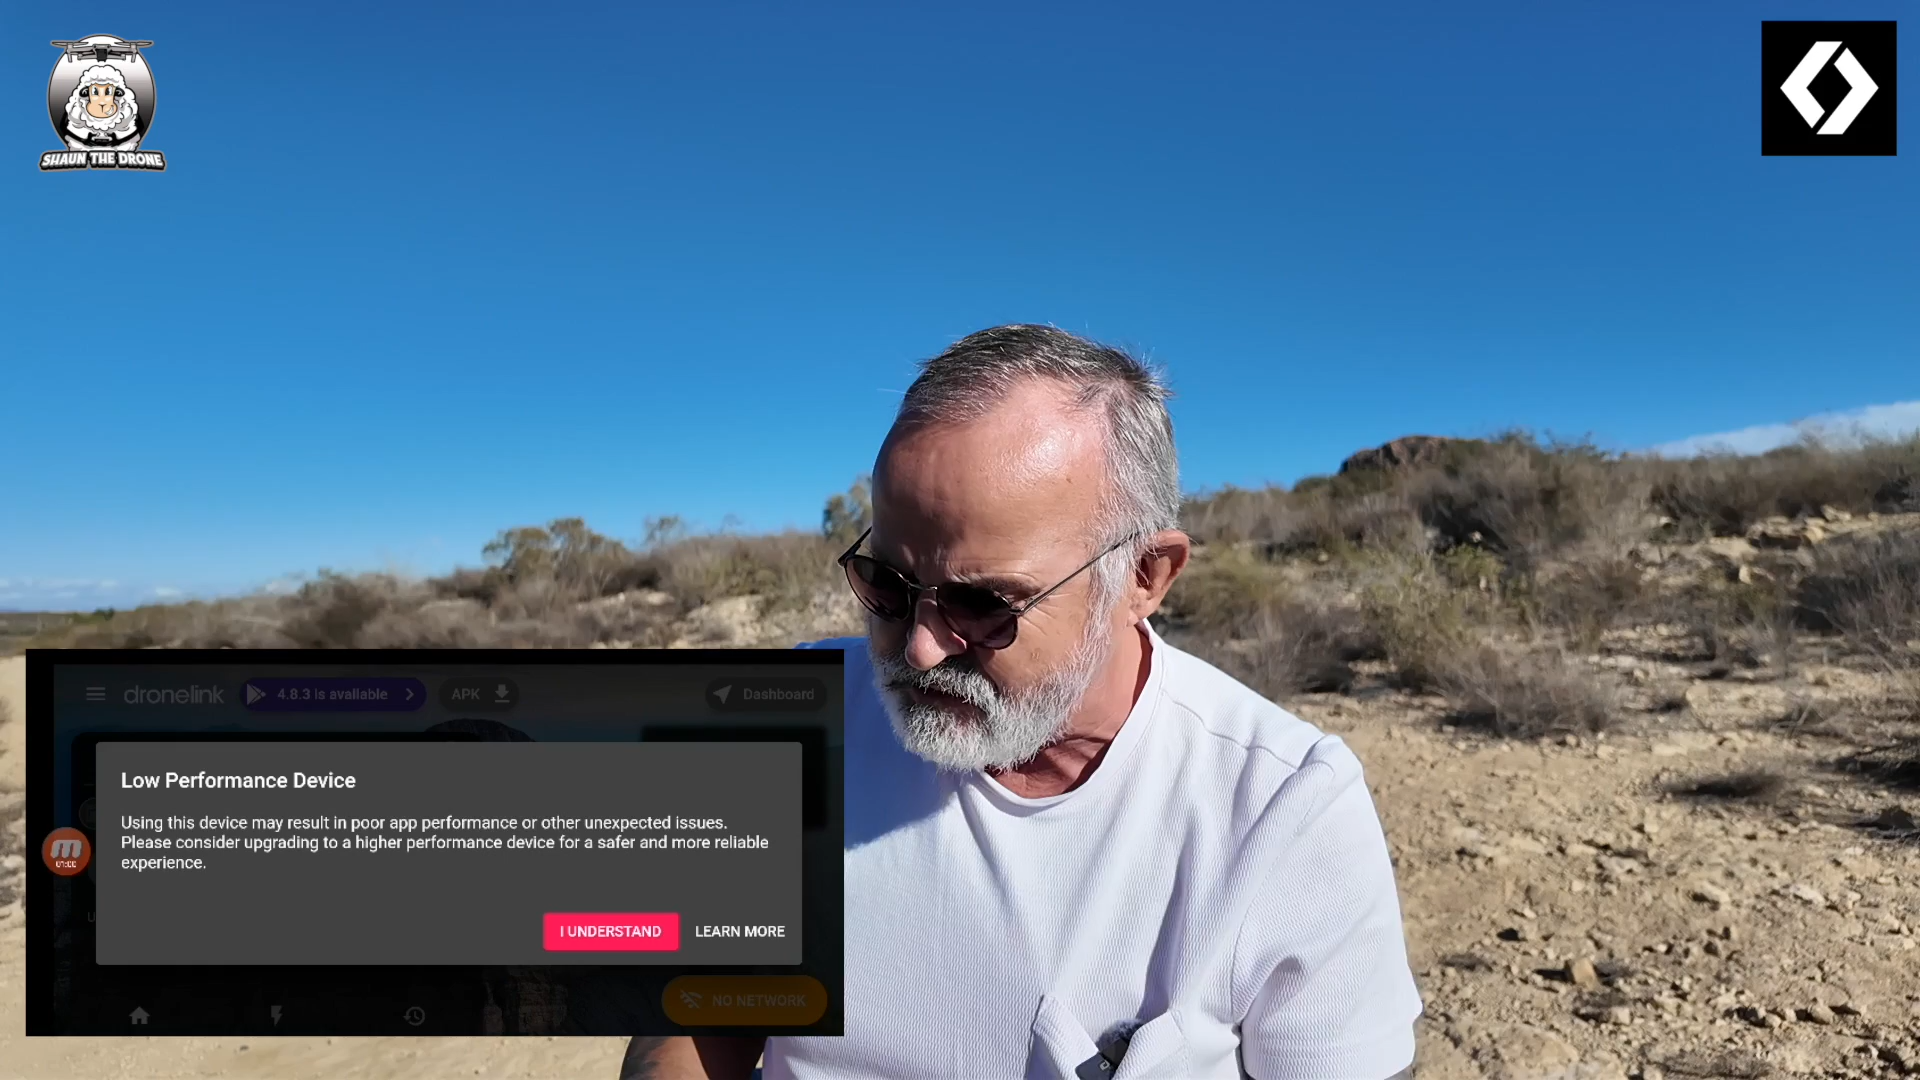 SHAUN THE DRONE
dronelink
4.8.3 is available
APK
Dashboard
Low Performance Device
Using this device may result in poor app performance or other unexpected issues.
Please consider upgrading to a higher performance device for a safer and more reliable
experience.
01:00
U
I UNDERSTAND
LEARN MORE
NO NETWORK